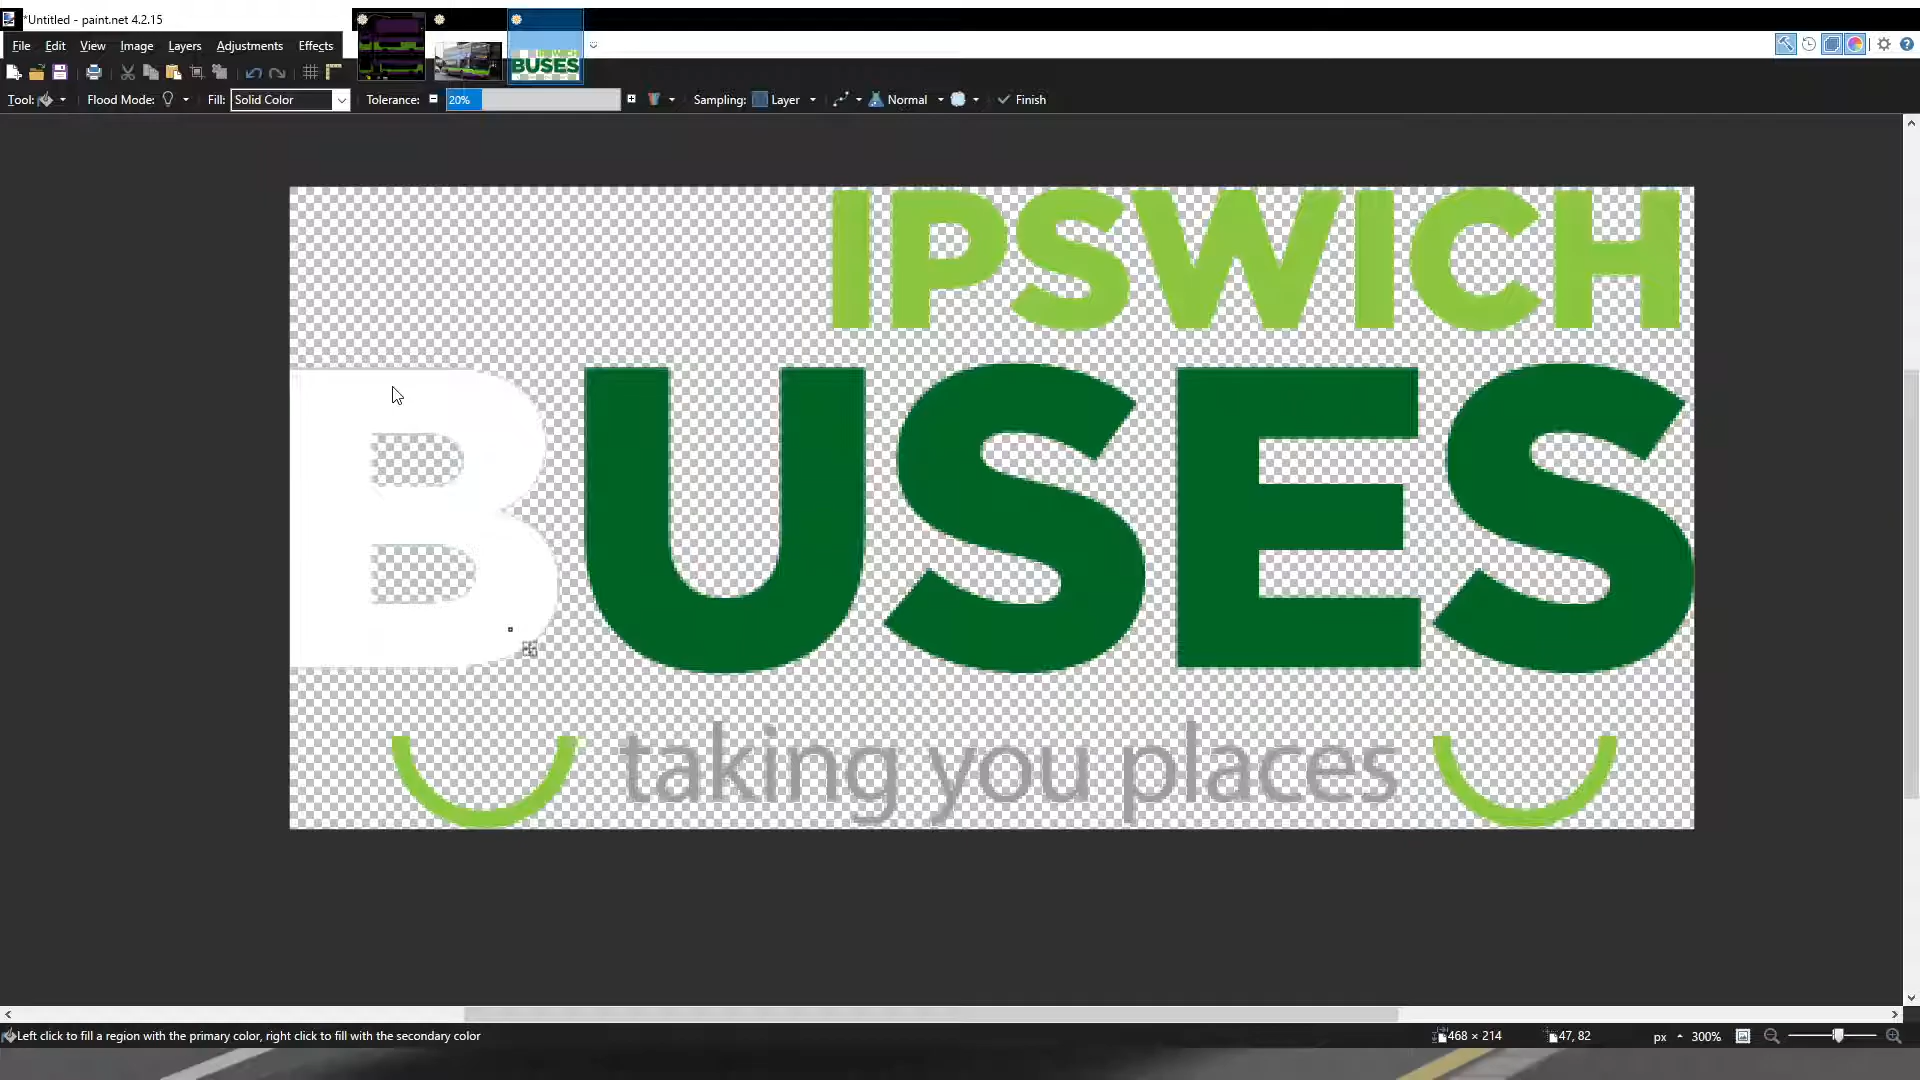 *Untitled - paint.net 4.2.15
File Edit View Image Layers Adjustments Effects
IPSWICH
BUSES
Tool: Flood Mode: Fill: Solid Color Tolerance: 20% Sampling: Layer Normal Finish
IPSWICH
BUSES
taking you places
Left click to fill a region with the primary color, right click to fill with the secondary color 468 × 214 47, 82 px 300%